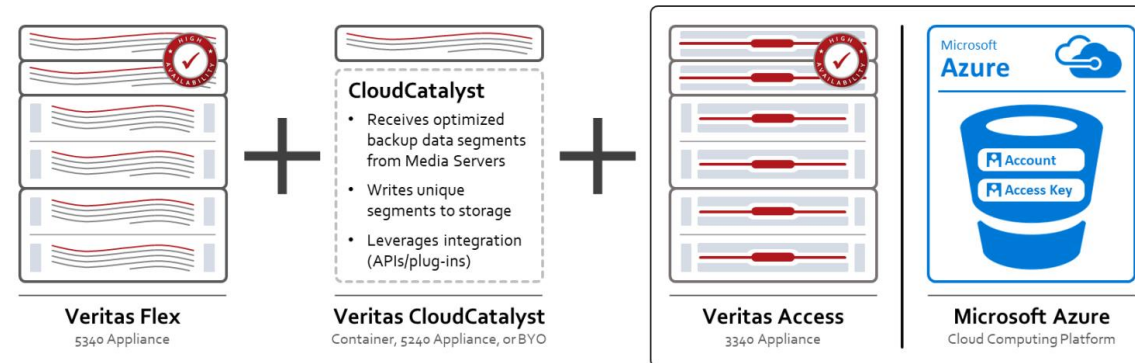 HIGH
AVAILABILITY
CloudCatalyst
• Receives optimized
backup data segments
from Media Servers
• Writes unique
segments to storage
• Leverages integration
(APIs/plug-ins)
HIGH
AVAILABILITY
Microsoft
Azure
Account
Access Key
Veritas Flex
5340 Appliance
Veritas CloudCatalyst
Container, 5240 Appliance, or BYO
Veritas Access
3340 Appliance
Microsoft Azure
Cloud Computing Platform